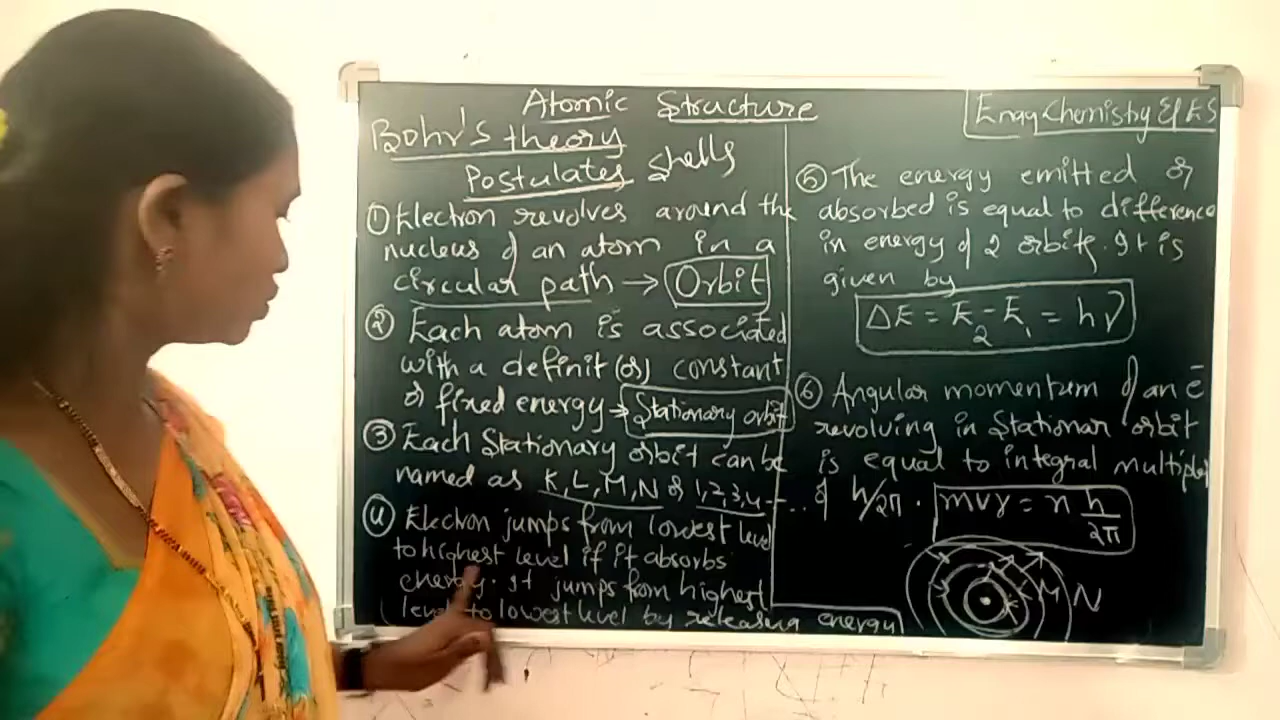 Atomic Structure
Engg Chemistry & ES
Bohr's theory
Postulates shells
① Electron revolves around the
nucleus of an atom in a
circular path → Orbit
② Each atom is associated
with a definit (or) constant
or fixed energy → Stationary orbit
③ Each Stationary orbit can be
named as K, L, M, N or 1, 2, 3, 4 - - - -
④ Electron jumps from lowest level
to highest level if it absorbs
energy. It jumps from highest
level to lowest level by releasing energy
⑤ The energy emitted or
absorbed is equal to difference
in energy of 2 orbits. It is
given by
ΔE = E₂ - E₁ = hν
⑥ Angular momentum of an e⁻
revolving in Stationar orbit
is equal to integral multiples
of h/2π. mvr = n h/2π
K L M N